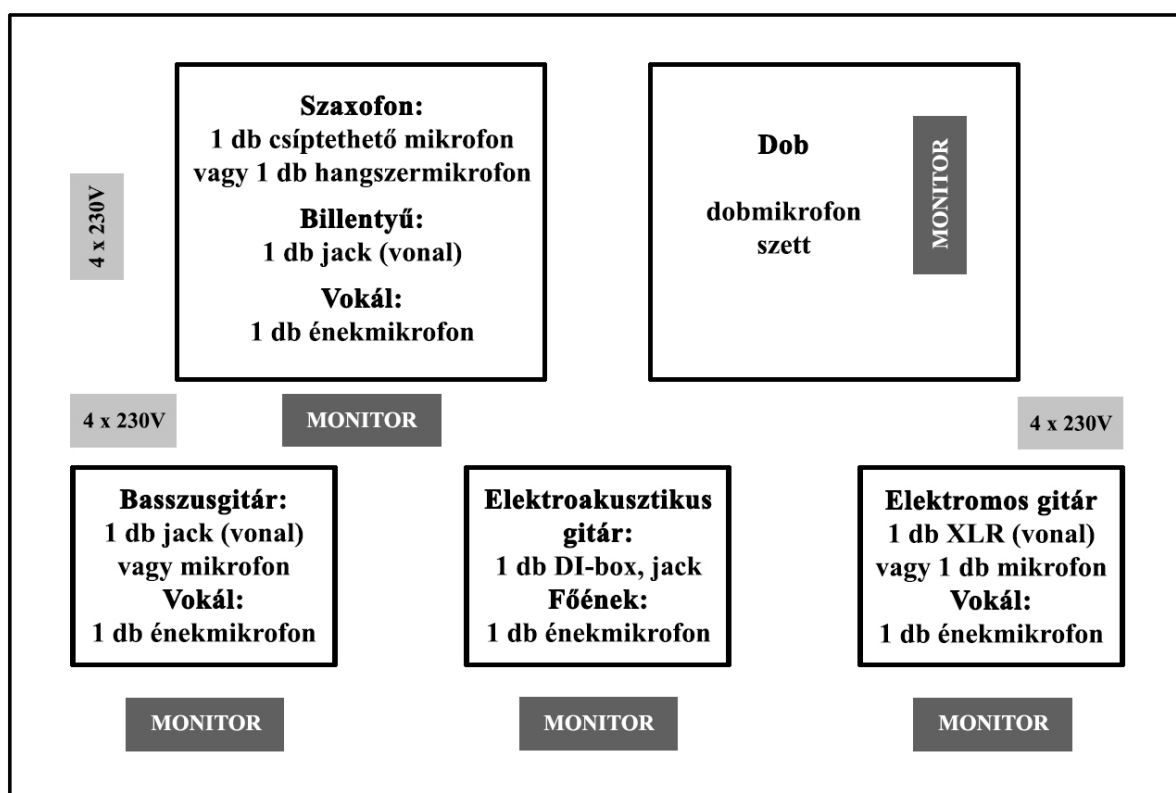 Szaxofon:
1 db csíptethető mikrofon
vagy 1 db hangszermikrofon
Billentyű:
1 db jack (vonal)
Vokál:
1 db énekmikrofon
Dob
dobmikrofon
szett
MONITOR
4 x 230V
4 x 230V
MONITOR
4 x 230V
Basszusgitár:
1 db jack (vonal)
vagy mikrofon
Vokál:
1 db énekmikrofon
Elektroakusztikus
gitár:
1 db DI-box, jack
Főének:
1 db énekmikrofon
Elektromos gitár
1 db XLR (vonal)
vagy 1 db mikrofon
Vokál:
1 db énekmikrofon
MONITOR
MONITOR
MONITOR